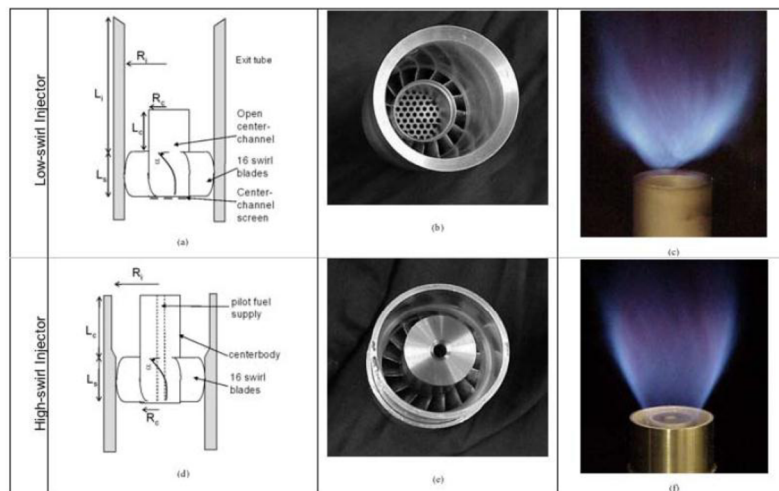 Low-swirl Injector
Ri
Exit tube
Li
Rc
Lc
Open
center-
channel
Ls
16 swirl
blades
Center-
channel
screen
(a)
(b)
(c)
High-swirl Injector
Ri
pilot fuel
supply
Lc
centerbody
Ls
16 swirl
blades
Rc
(d)
(e)
(f)